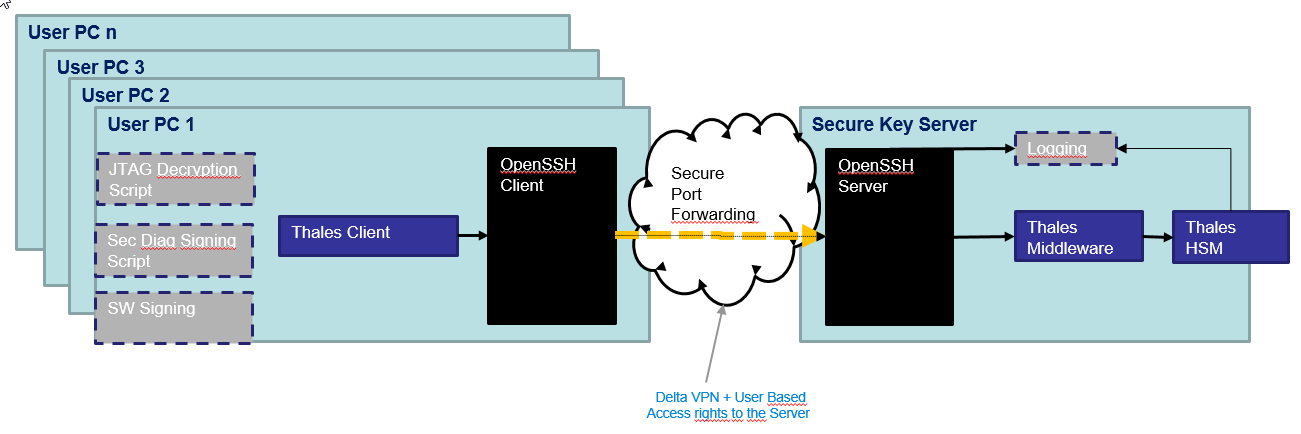 User PC n
User PC 3
User PC 2
User PC 1
JTAG Decryption
Script
Sec Diag Signing
Script
SW Signing
Thales Client
OpenSSH
Client
Secure
Port
Forwarding
Delta VPN + User Based
Access rights to the Server
Secure Key Server
OpenSSH
Server
Logging
Thales
Middleware
Thales
HSM